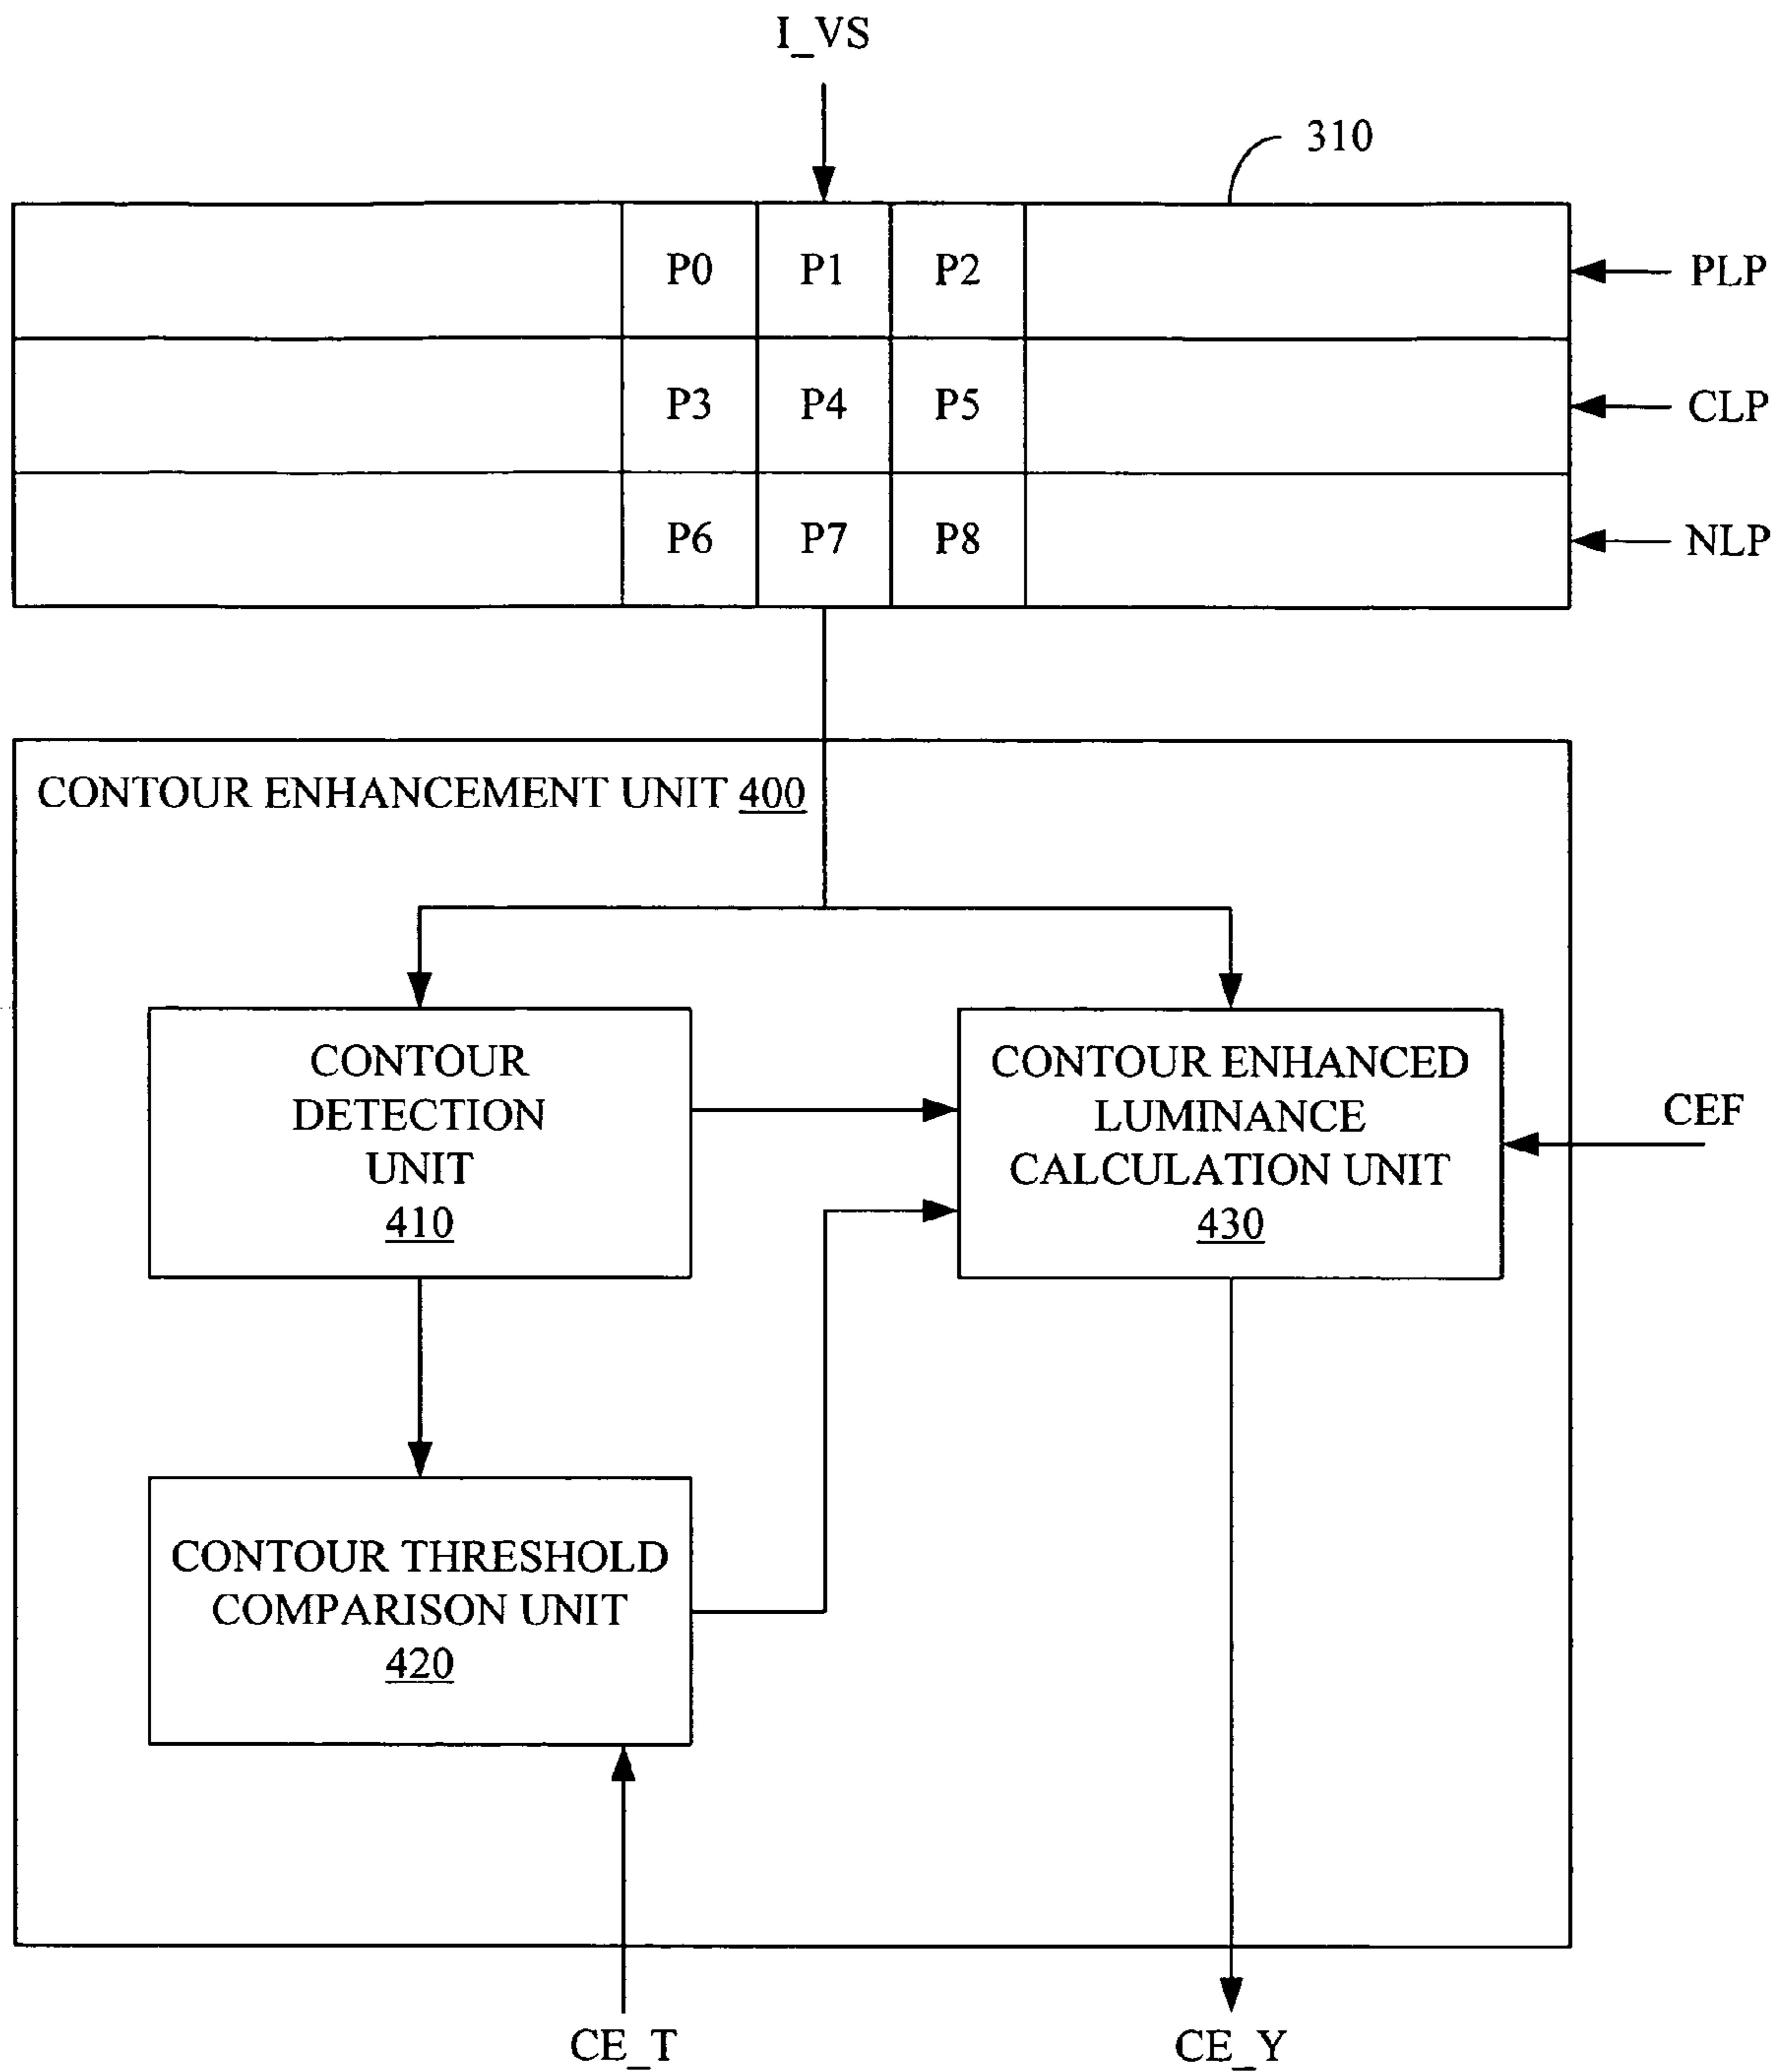 I_VS
310
P0 P1 P2 PLP
P3 P4 P5 CLP
P6 P7 P8 NLP
CONTOUR ENHANCEMENT UNIT 400
CONTOUR
DETECTION
UNIT
410
CONTOUR ENHANCED
LUMINANCE
CALCULATION UNIT
430
CEF
CONTOUR THRESHOLD
COMPARISON UNIT
420
CE_T
CE_Y